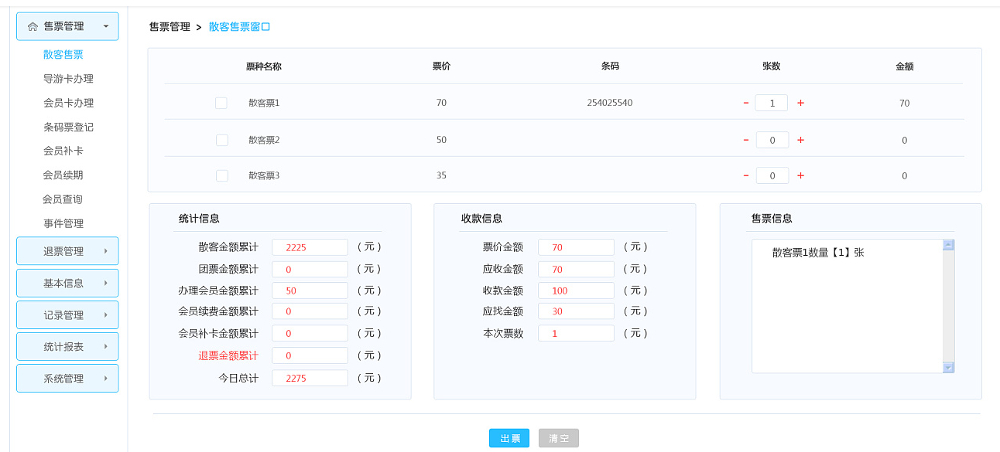 售票管理
散客售票
导游卡办理
会员卡办理
条码票登记
会员补卡
会员续期
会员查询
事件管理
退票管理
基本信息
记录管理
统计报表
系统管理
售票管理 > 散客售票窗口
票种名称 票价 条码 张数 金额
散客票1 70 254025540 - 1 + 70
散客票2 50 - 0 + 0
散客票3 35 - 0 + 0
统计信息
散客金额累计 2225 (元)
团票金额累计 0 (元)
办理会员金额累计 50 (元)
会员续费金额累计 0 (元)
会员补卡金额累计 0 (元)
退票金额累计 0 (元)
今日总计 2275 (元)
收款信息
票价金额 70 (元)
应收金额 70 (元)
收款金额 100 (元)
应找金额 30 (元)
本次票数 1 (元)
售票信息
散客票1数量【1】张
出票 清空